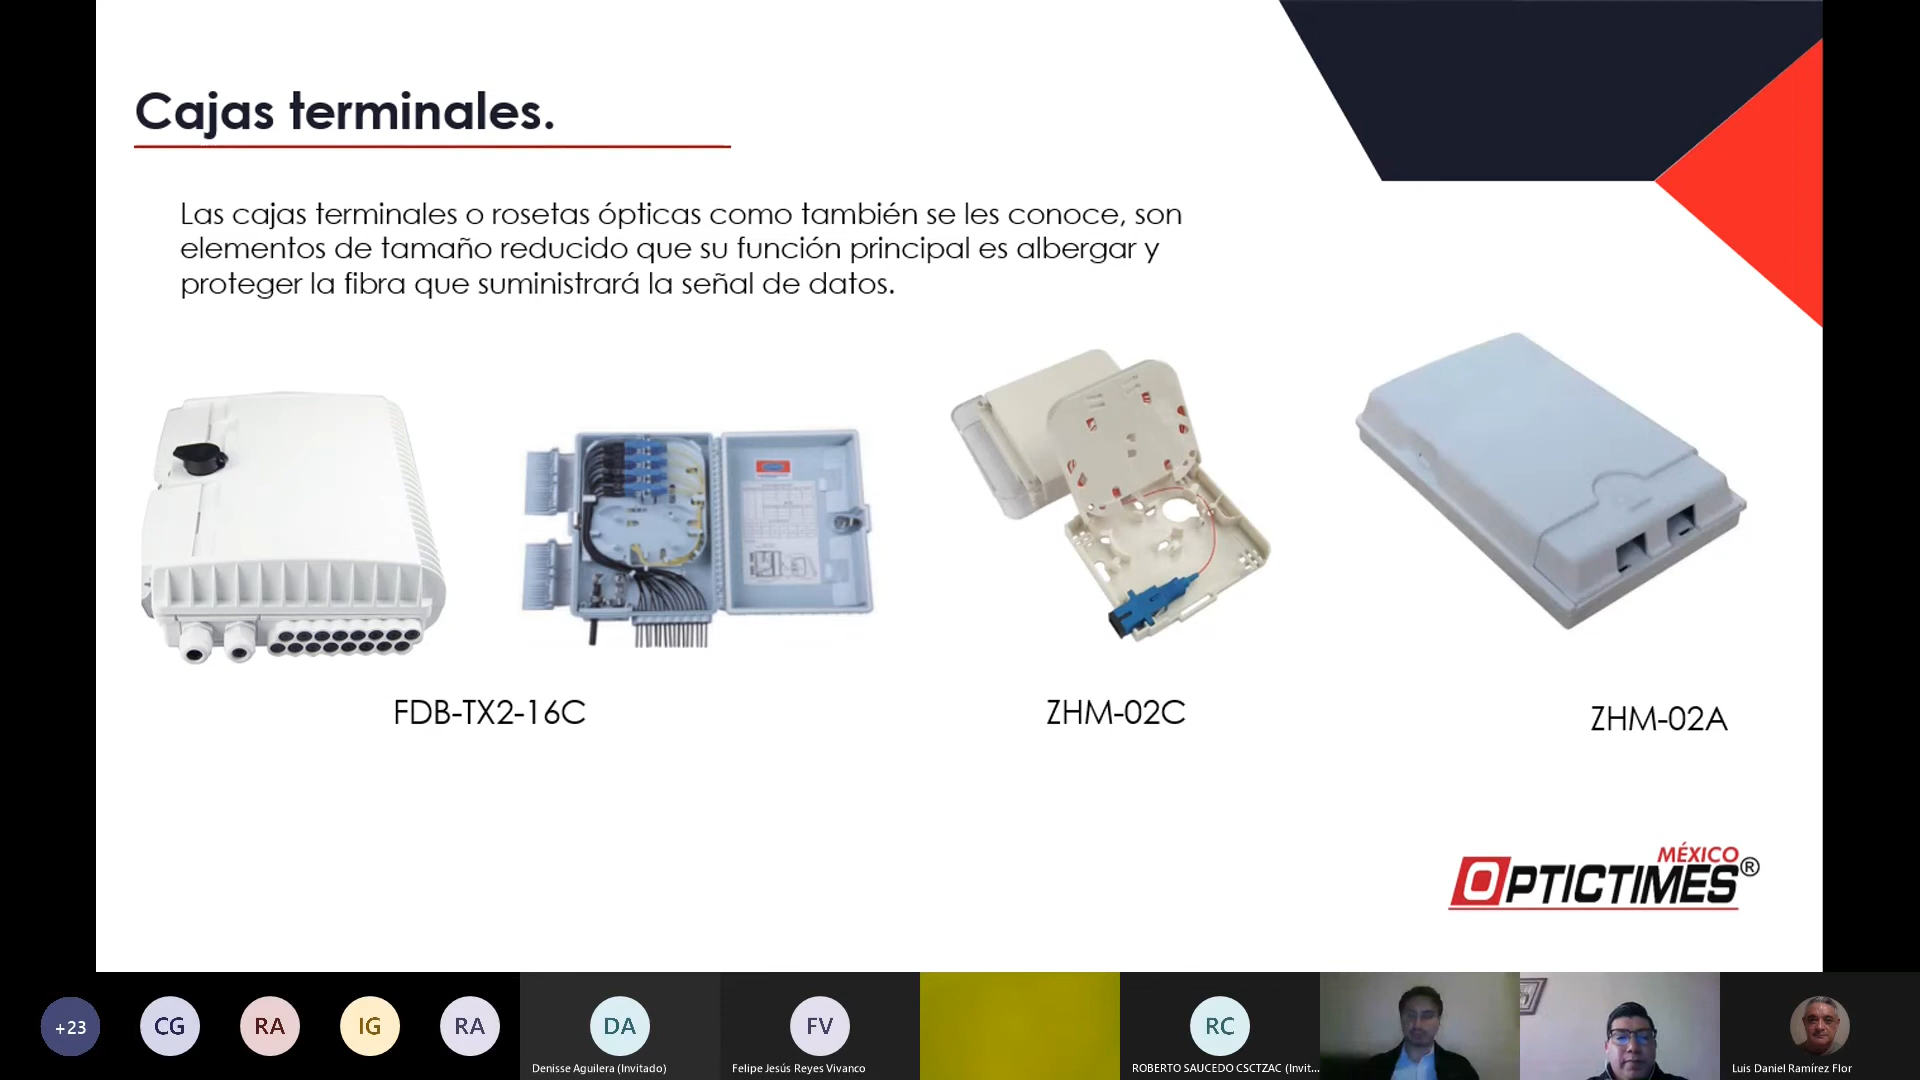 Cajas terminales.
Las cajas terminales o rosetas ópticas como también se les conoce, son
elementos de tamaño reducido que su función principal es albergar y
proteger la fibra que suministrará la señal de datos.
FDB-TX2-16C
ZHM-02C
ZHM-02A
MÉXICO
OPTICTIMES®
+23
CG
RA
IG
RA
DA
FV
RC
Denisse Aguilera (Invitado)
Felipe Jesús Reyes Vivanco
ROBERTO SAUCEDO CSCTZAC (Invit...
Luis Daniel Ramírez Flor